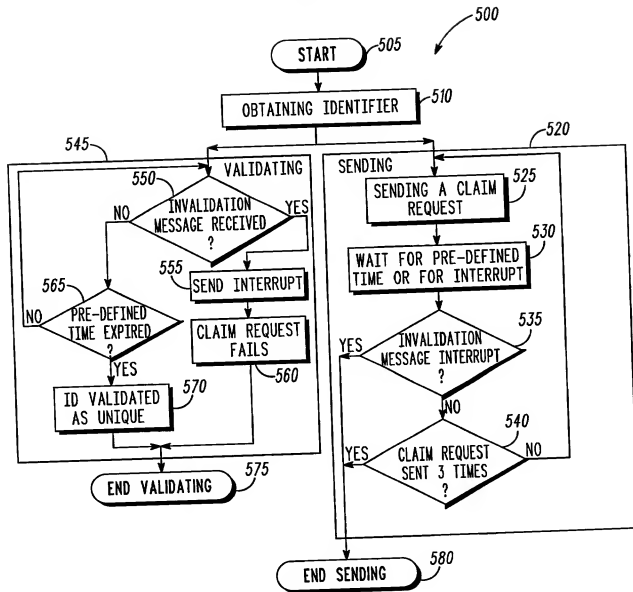 500
START
505
OBTAINING IDENTIFIER
510
545
VALIDATING
550
INVALIDATION
MESSAGE RECEIVED
?
NO
YES
555
SEND INTERRUPT
565
PRE-DEFINED
TIME EXPIRED
?
NO
YES
CLAIM REQUEST
FAILS
560
ID VALIDATED
AS UNIQUE
570
END VALIDATING
575
520
SENDING
SENDING A CLAIM
REQUEST
525
530
WAIT FOR PRE-DEFINED
TIME OR FOR INTERRUPT
INVALIDATION
MESSAGE INTERRUPT
?
535
YES
NO
540
CLAIM REQUEST
SENT 3 TIMES
?
YES
NO
END SENDING
580